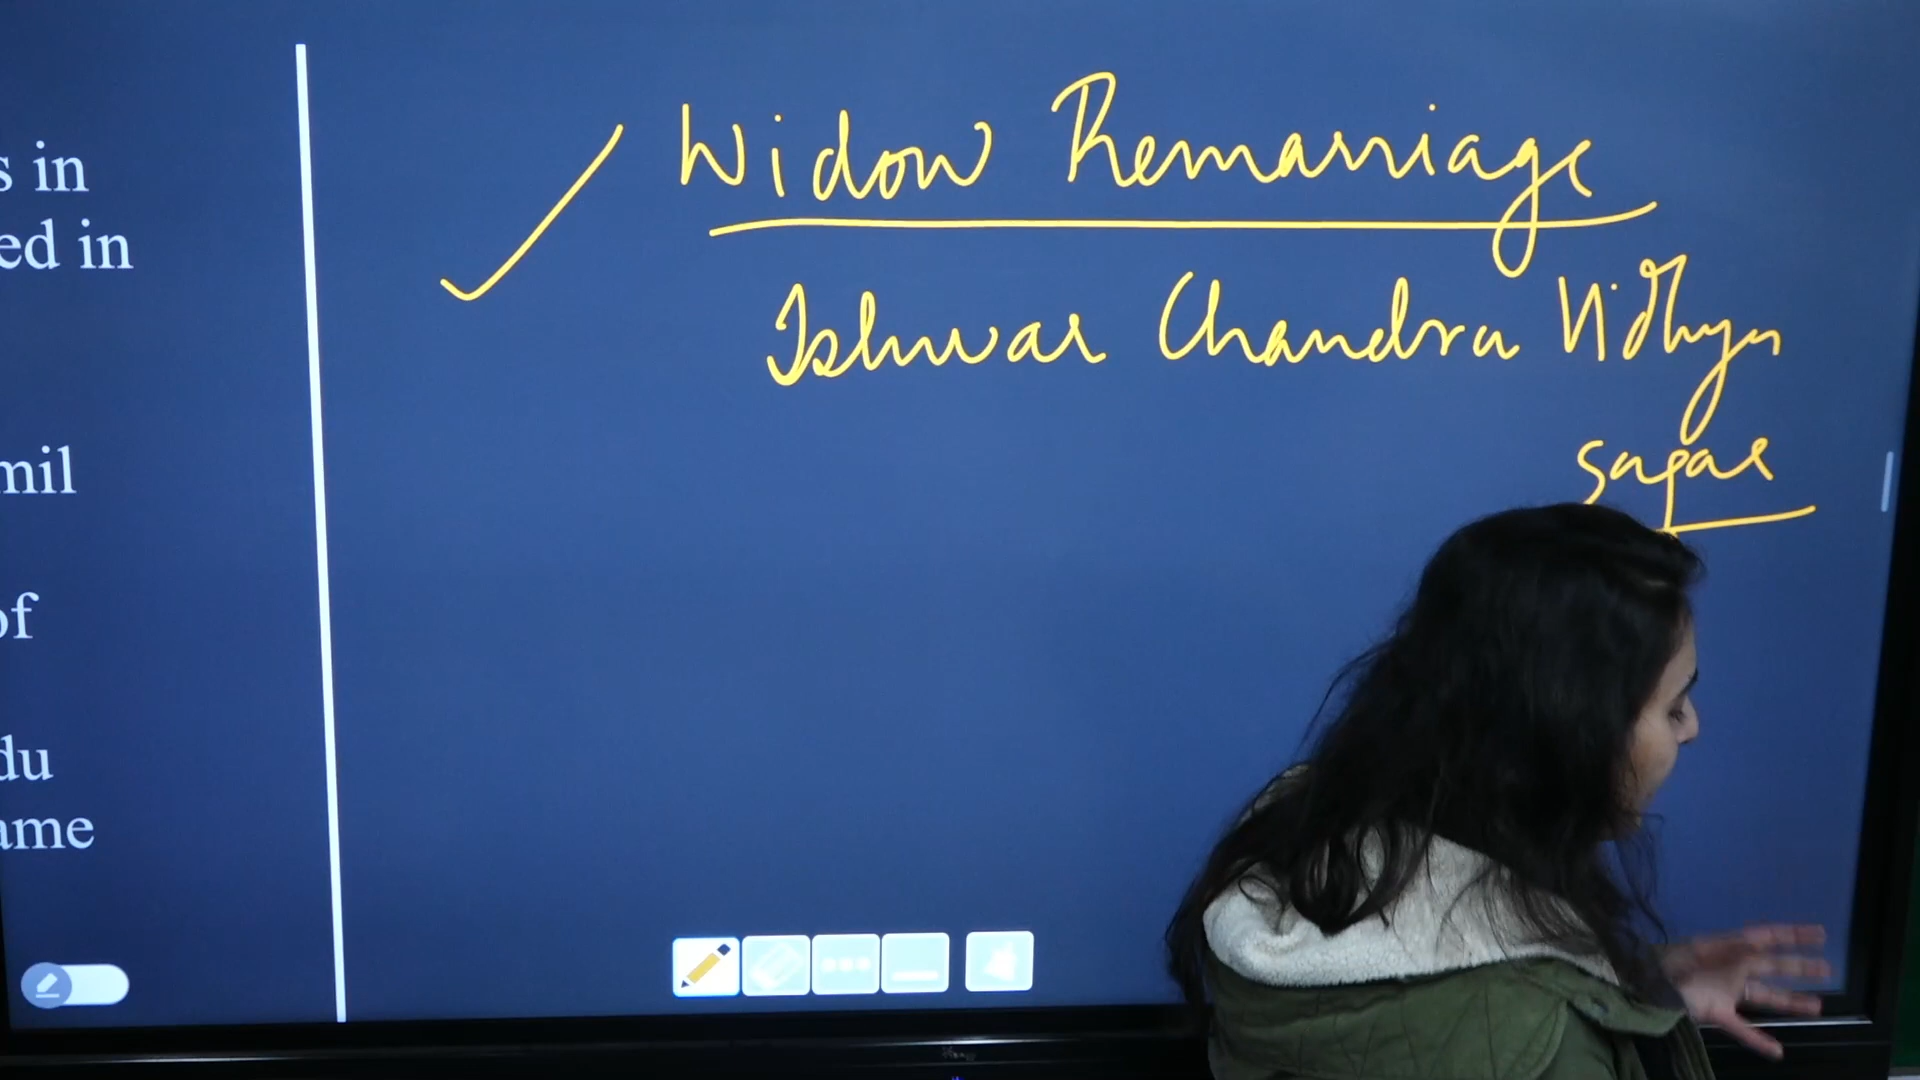 s in
ed in
mil
of
du
ame
Widow Remarriage
Ishwar Chandra Vidhya
sagar